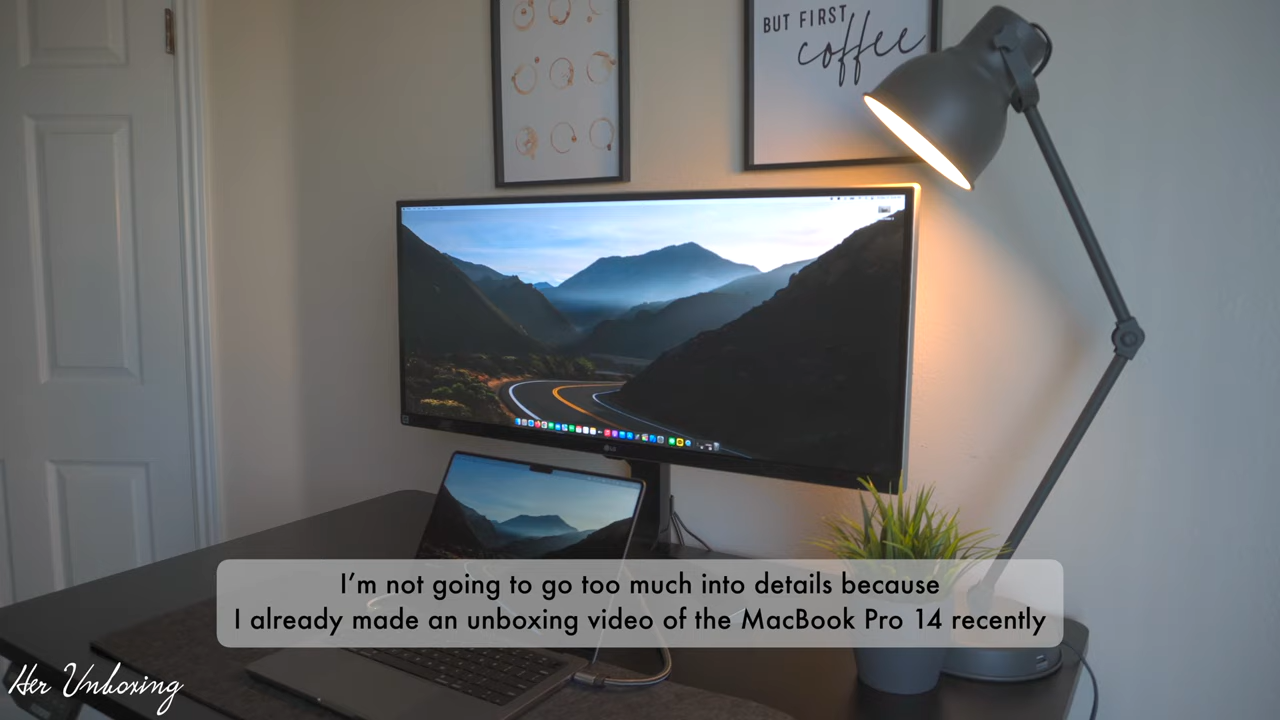 BUT FIRST
coffee
LG
I'm not going to go too much into details because
I already made an unboxing video of the MacBook Pro 14 recently
Her Unboxing